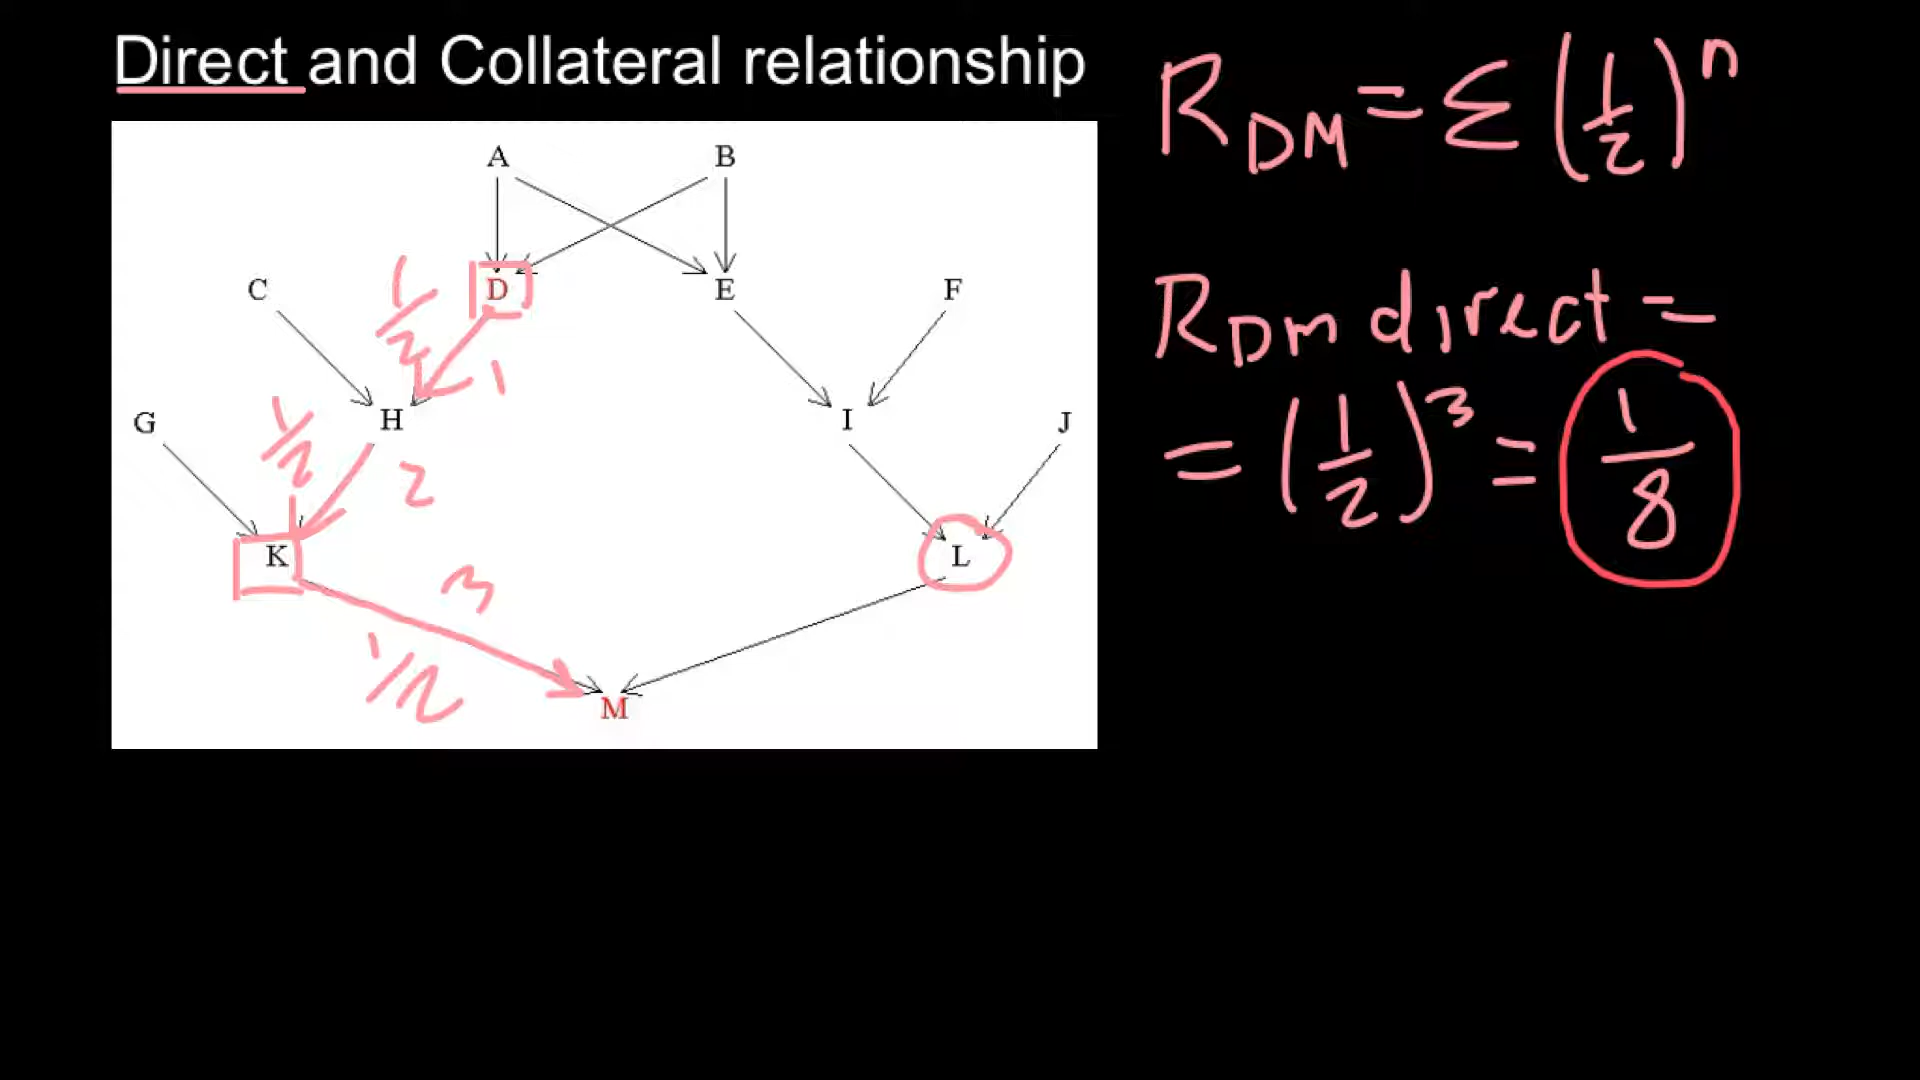 Direct and Collateral relationship
R_DM = Σ (1/2)^n
A B
C 1/2 D E F
1
G 1/2 H 2 I J
K 3 L
1/2 M
R_DM direct =
= (1/2)^3 = 1/8